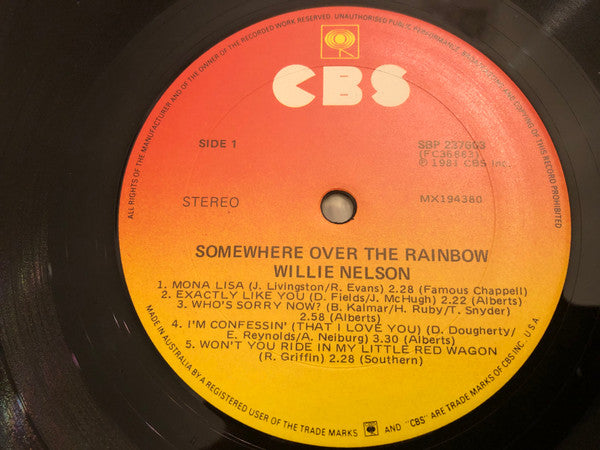 ALL RIGHTS OF THE MANUFACTURER AND OF THE OWNER OF THE RECORDED WORK RESERVED. UNAUTHORISED PUBLIC PERFORMANCE,
CBS
SIDE 1
STEREO
(FC36883)
℗ 1981 CBS Inc.
MX194380
SOMEWHERE OVER THE RAINBOW
WILLIE NELSON
1. MONA LISA (J. Livingston/R. Evans) 2.28 (Famous Chappell)
2. EXACTLY LIKE YOU (D. Fields/J. McHugh) 2.22 (Alberts)
3. WHO'S SORRY NOW? (B. Kalmar/H. Ruby/T. Snyder)
2.58 (Alberts)
4. I'M CONFESSIN' (THAT I LOVE YOU) (D. Dougherty/
E. Reynolds/A. Neiburg) 3.30 (Alberts)
5. WON'T YOU RIDE IN MY LITTLE RED WAGON
(R. Griffin) 2.28 (Southern)
MADE IN AUSTRALIA BY A REGISTERED USER OF THE TRADE MARKS AND "CBS" ARE TRADE MARKS OF CBS INC. U.S.A.